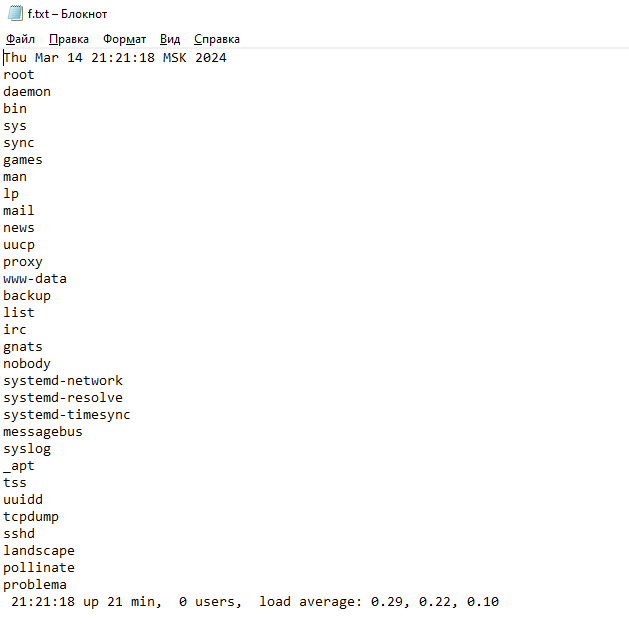 f.txt – Блокнот
Файл Правка Формат Вид Справка
Thu Mar 14 21:21:18 MSK 2024
root
daemon
bin
sys
sync
games
man
lp
mail
news
uucp
proxy
www-data
backup
list
irc
gnats
nobody
systemd-network
systemd-resolve
systemd-timesync
messagebus
syslog
_apt
tss
uuidd
tcpdump
sshd
landscape
pollinate
problema
 21:21:18 up 21 min,  0 users,  load average: 0.29, 0.22, 0.10